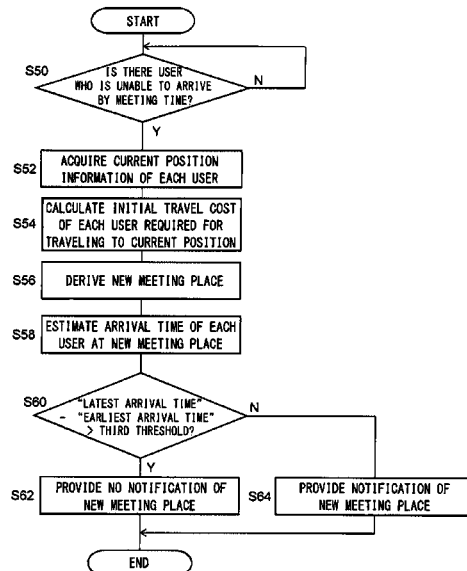 START
S50
IS THERE USER
WHO IS UNABLE TO ARRIVE
BY MEETING TIME?
N
Y
S52
ACQUIRE CURRENT POSITION
INFORMATION OF EACH USER
S54
CALCULATE INITIAL TRAVEL COST
OF EACH USER REQUIRED FOR
TRAVELING TO CURRENT POSITION
S56
DERIVE NEW MEETING PLACE
S58
ESTIMATE ARRIVAL TIME OF EACH
USER AT NEW MEETING PLACE
S60
"LATEST ARRIVAL TIME"
- "EARLIEST ARRIVAL TIME"
> THIRD THRESHOLD?
N
Y
S62
PROVIDE NO NOTIFICATION OF
NEW MEETING PLACE
S64
PROVIDE NOTIFICATION OF
NEW MEETING PLACE
END